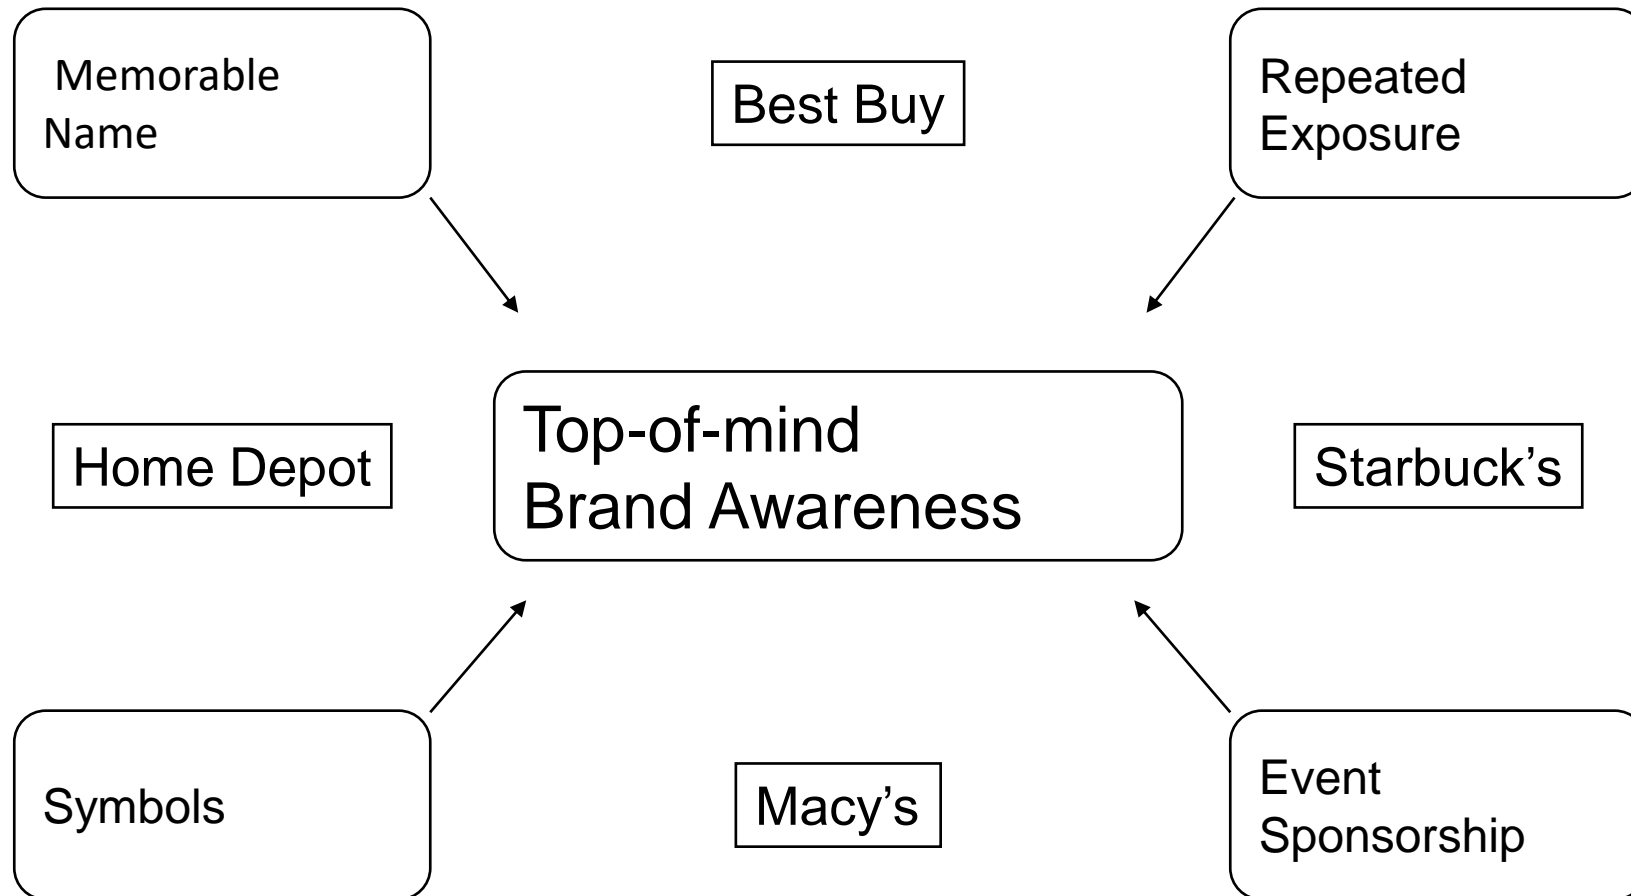 Memorable
Name
Best Buy
Repeated
Exposure
Home Depot
Top-of-mind
Brand Awareness
Starbuck’s
Symbols
Macy’s
Event
Sponsorship